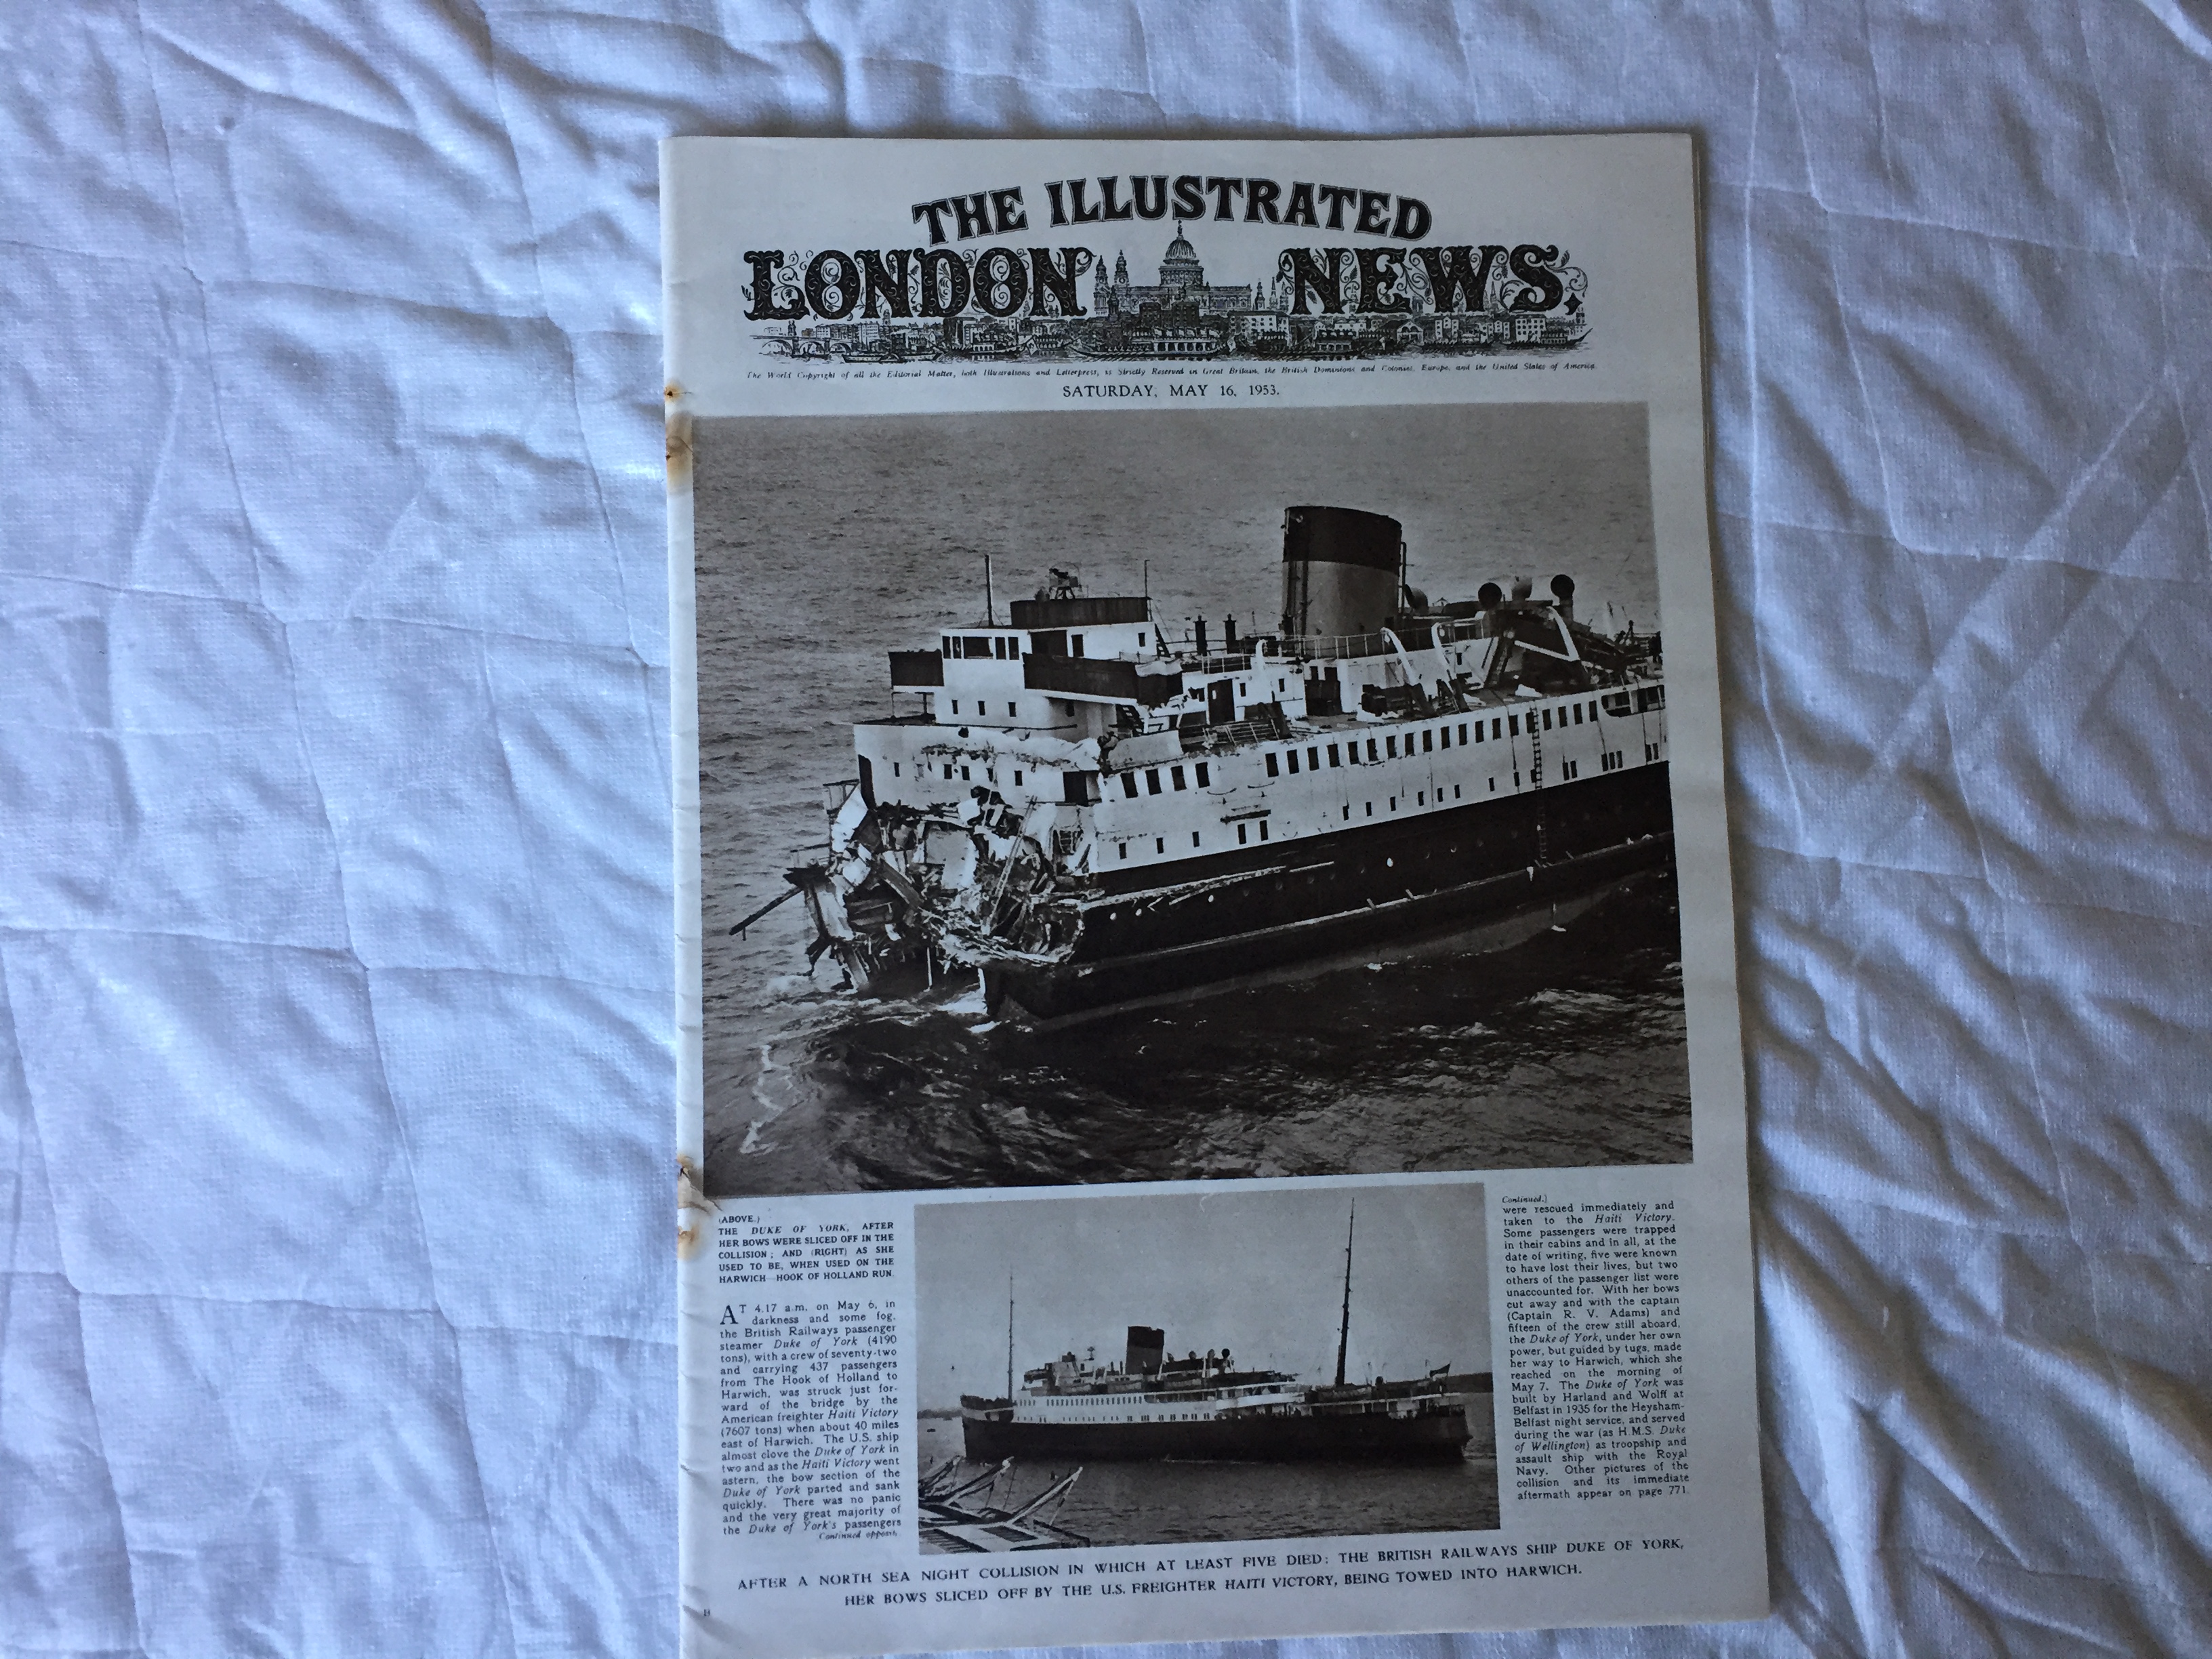 THE ILLUSTRATED
LONDON NEWS.
The World Copyright of all the Editorial Matter, both Illustrations and Letterpress, is Strictly Reserved in Great Britain, the British Dominions and Colonies, Europe, and the United States of America.
SATURDAY, MAY 16, 1953.
(ABOVE.)
THE DUKE OF YORK, AFTER
HER BOWS WERE SLICED OFF IN THE
COLLISION ; AND (RIGHT) AS SHE
USED TO BE, WHEN USED ON THE
HARWICH—HOOK OF HOLLAND RUN.
AT 4.17 a.m. on May 6, in
darkness and some fog,
the British Railways passenger
steamer Duke of York (4190
tons), with a crew of seventy-two
and carrying 437 passengers
from The Hook of Holland to
Harwich, was struck just for-
ward of the bridge by the
American freighter Haiti Victory
(7607 tons) when about 40 miles
east of Harwich. The U.S. ship
almost clove the Duke of York in
two and as the Haiti Victory went
astern, the bow section of the
Duke of York parted and sank
quickly. There was no panic
and the very great majority of
the Duke of York's passengers
Continued opposite.
Continued.]
were rescued immediately and
taken to the Haiti Victory.
Some passengers were trapped
in their cabins and in all, at the
date of writing, five were known
to have lost their lives, but two
others of the passenger list were
unaccounted for. With her bows
cut away and with the captain
(Captain R. V. Adams) and
fifteen of the crew still aboard,
the Duke of York, under her own
power, but guided by tugs, made
her way to Harwich, which she
reached on the morning of
May 7. The Duke of York was
built by Harland and Wolff at
Belfast in 1935 for the Heysham-
Belfast night service, and served
during the war (as H.M.S. Duke
of Wellington) as troopship and
assault ship with the Royal
Navy. Other pictures of the
collision and its immediate
aftermath appear on page 771.
AFTER A NORTH SEA NIGHT COLLISION IN WHICH AT LEAST FIVE DIED: THE BRITISH RAILWAYS SHIP DUKE OF YORK,
HER BOWS SLICED OFF BY THE U.S. FREIGHTER HAITI VICTORY, BEING TOWED INTO HARWICH.